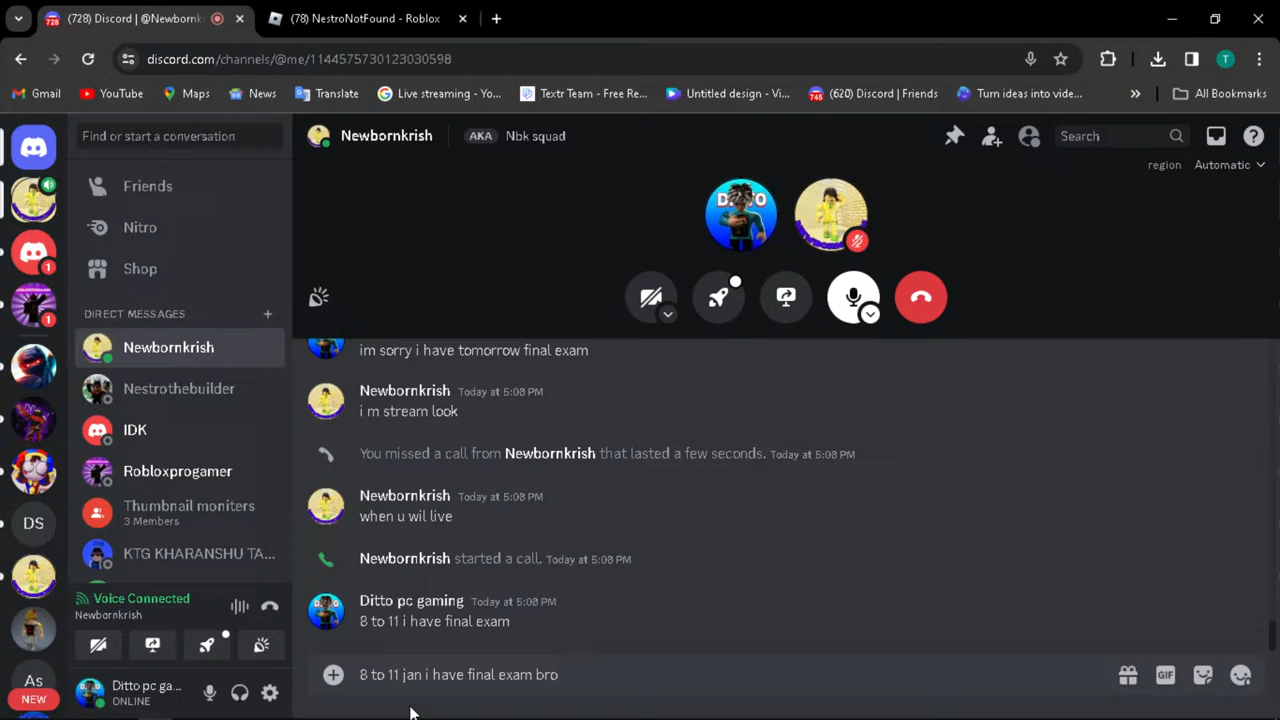 (728) Discord | @Newbornk
(78) NestroNotFound - Roblox
discord.com/channels/@me/1144575730123030598
Gmail
YouTube
Maps
News
Translate
Live streaming - Yo...
Textr Team - Free Re...
Untitled design - Vi...
(620) Discord | Friends
Turn ideas into vide...
All Bookmarks
Find or start a conversation
Newbornkrish
AKA
Nbk squad
Search
region
Automatic
Friends
Nitro
Shop
DIRECT MESSAGES
Newbornkrish
Nestrothebuilder
IDK
Robloxprogamer
Thumbnail moniters
3 Members
KTG KHARANSHU TA...
Voice Connected
Newbornkrish
Ditto pc ga...
ONLINE
1
1
DS
As
NEW
DITTO
im sorry i have tomorrow final exam
Newbornkrish Today at 5:08 PM
i m stream look
You missed a call from Newbornkrish that lasted a few seconds. Today at 5:08 PM
Newbornkrish Today at 5:08 PM
when u wil live
Newbornkrish started a call. Today at 5:08 PM
Ditto pc gaming Today at 5:08 PM
8 to 11 i have final exam
8 to 11 jan i have final exam bro
GIF